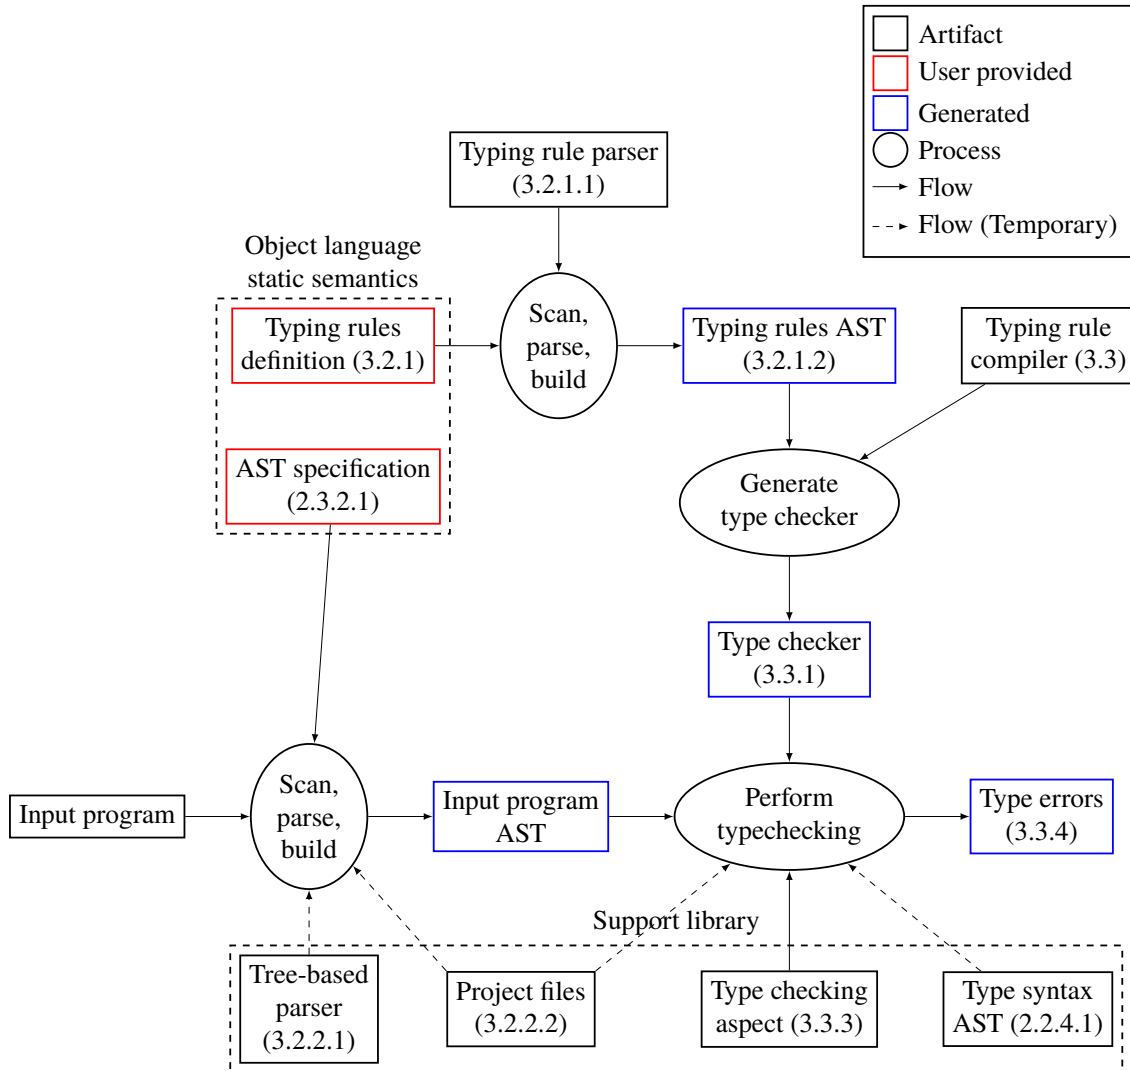 Artifact
User provided
Generated
Process
Flow
Flow (Temporary)
Typing rule parser
(3.2.1.1)
Object language
static semantics
Typing rules
definition (3.2.1)
Scan,
parse,
build
Typing rules AST
(3.2.1.2)
Typing rule
compiler (3.3)
AST specification
(2.3.2.1)
Generate
type checker
Type checker
(3.3.1)
Input program
Scan,
parse,
build
Input program
AST
Perform
typechecking
Type errors
(3.3.4)
Support library
Tree-based
parser
(3.2.2.1)
Project files
(3.2.2.2)
Type checking
aspect (3.3.3)
Type syntax
AST (2.2.4.1)